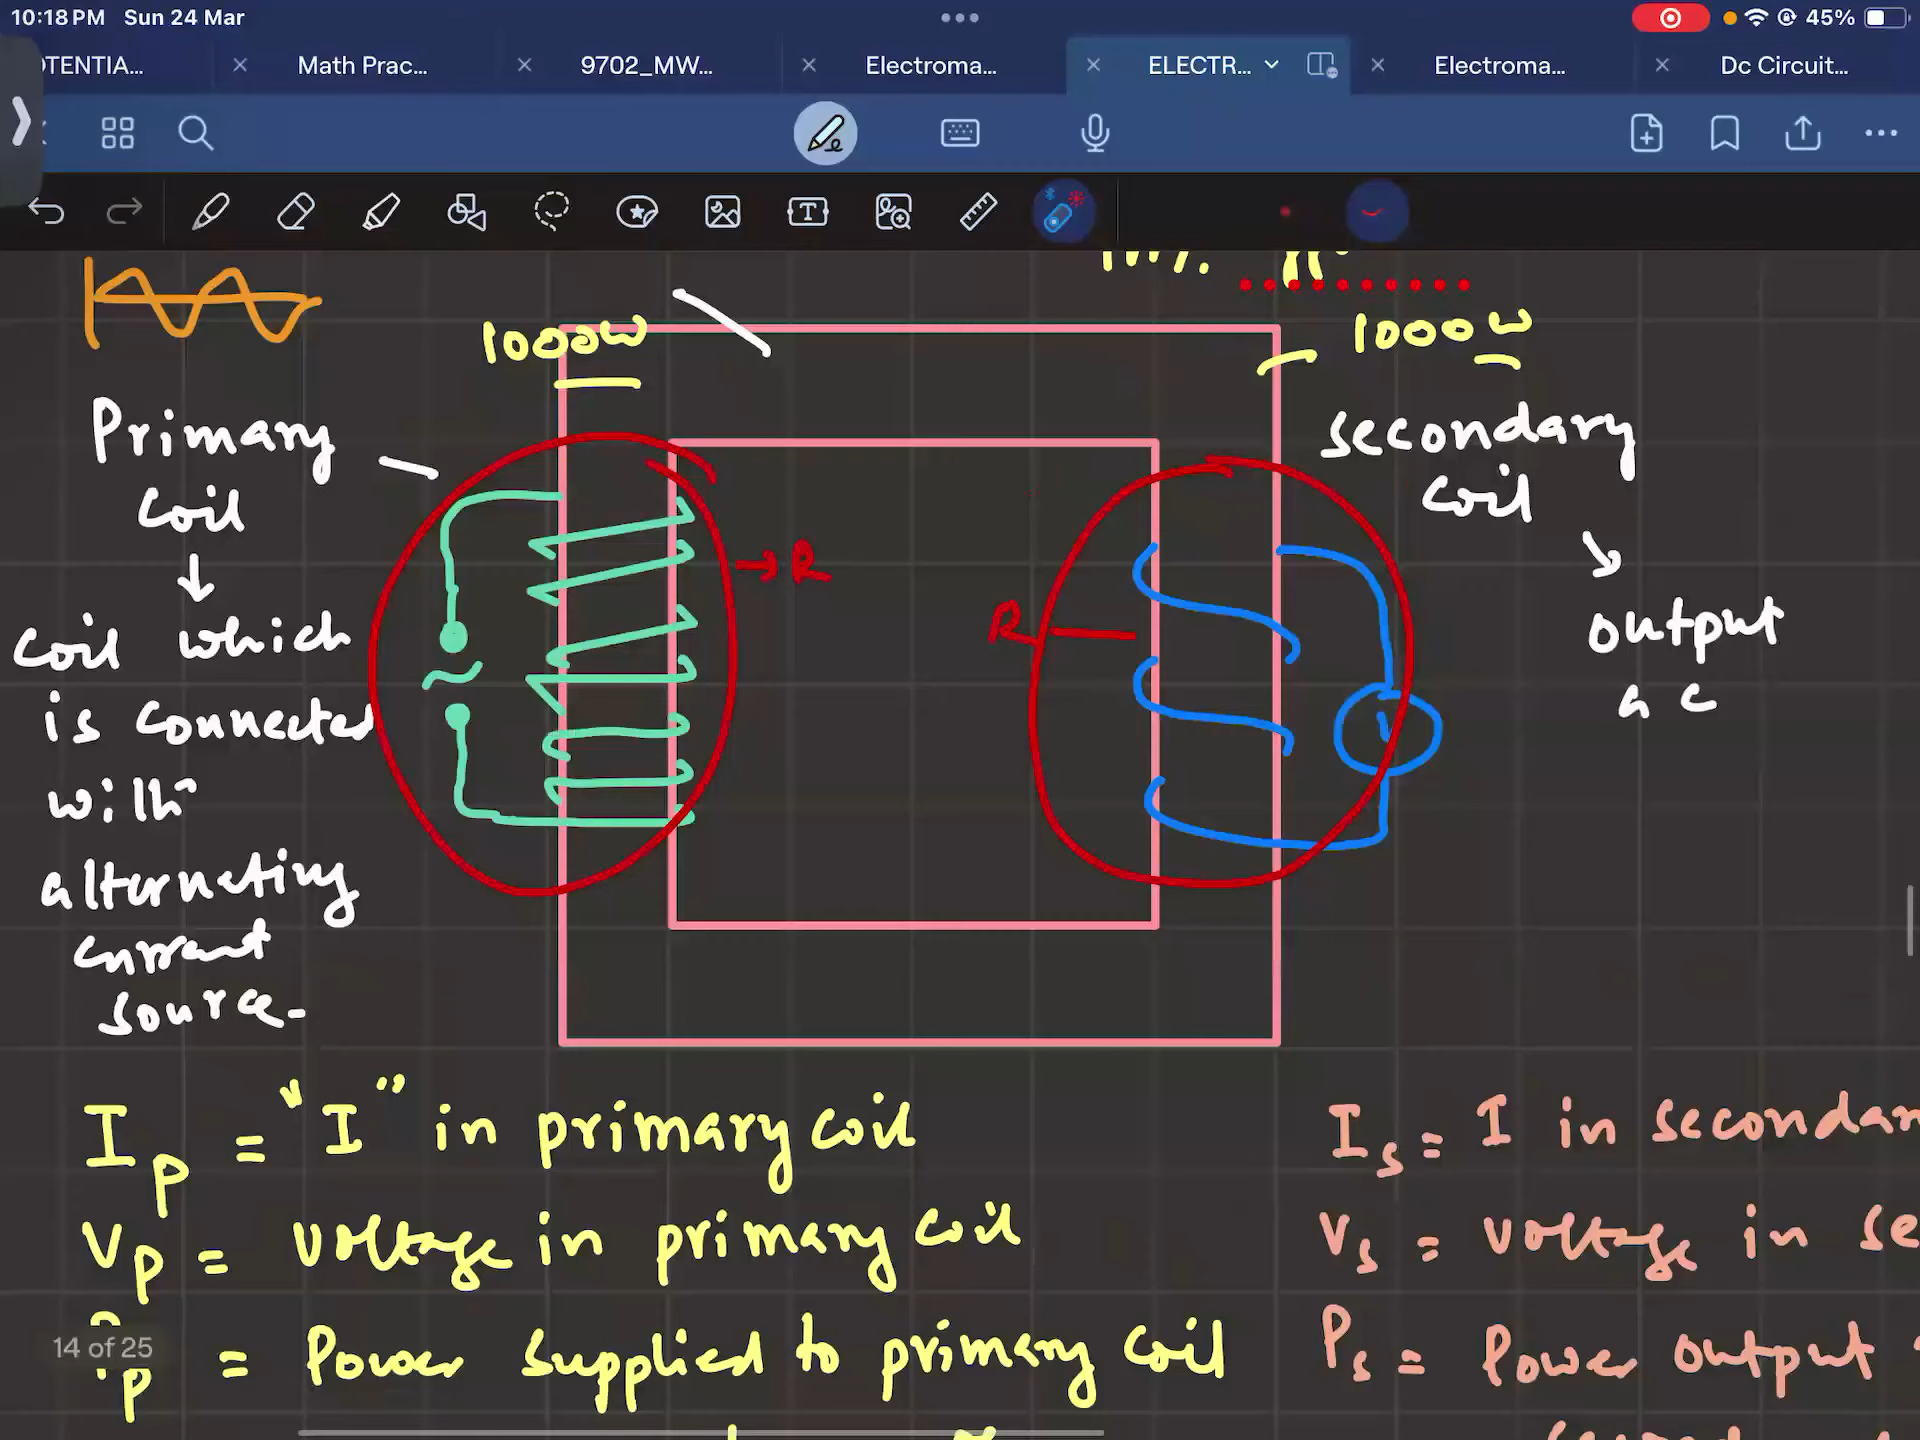 10:18 PM Sun 24 Mar
45%
OTENTIA...
Math Prac...
9702_MW...
Electroma...
ELECTR...
Electroma...
Dc Circuit...
1000W
1000W
Primary
Coil
Coil which
is connected
with
alternating
current
source-
R
R
Secondary
Coil
output
ac
Ip = "I" in primary coil
Vp = Voltage in primary coil
= Power supplied to primary coil
14 of 25
Is = I in secondar
Vs = Voltage in se
Ps = Power output